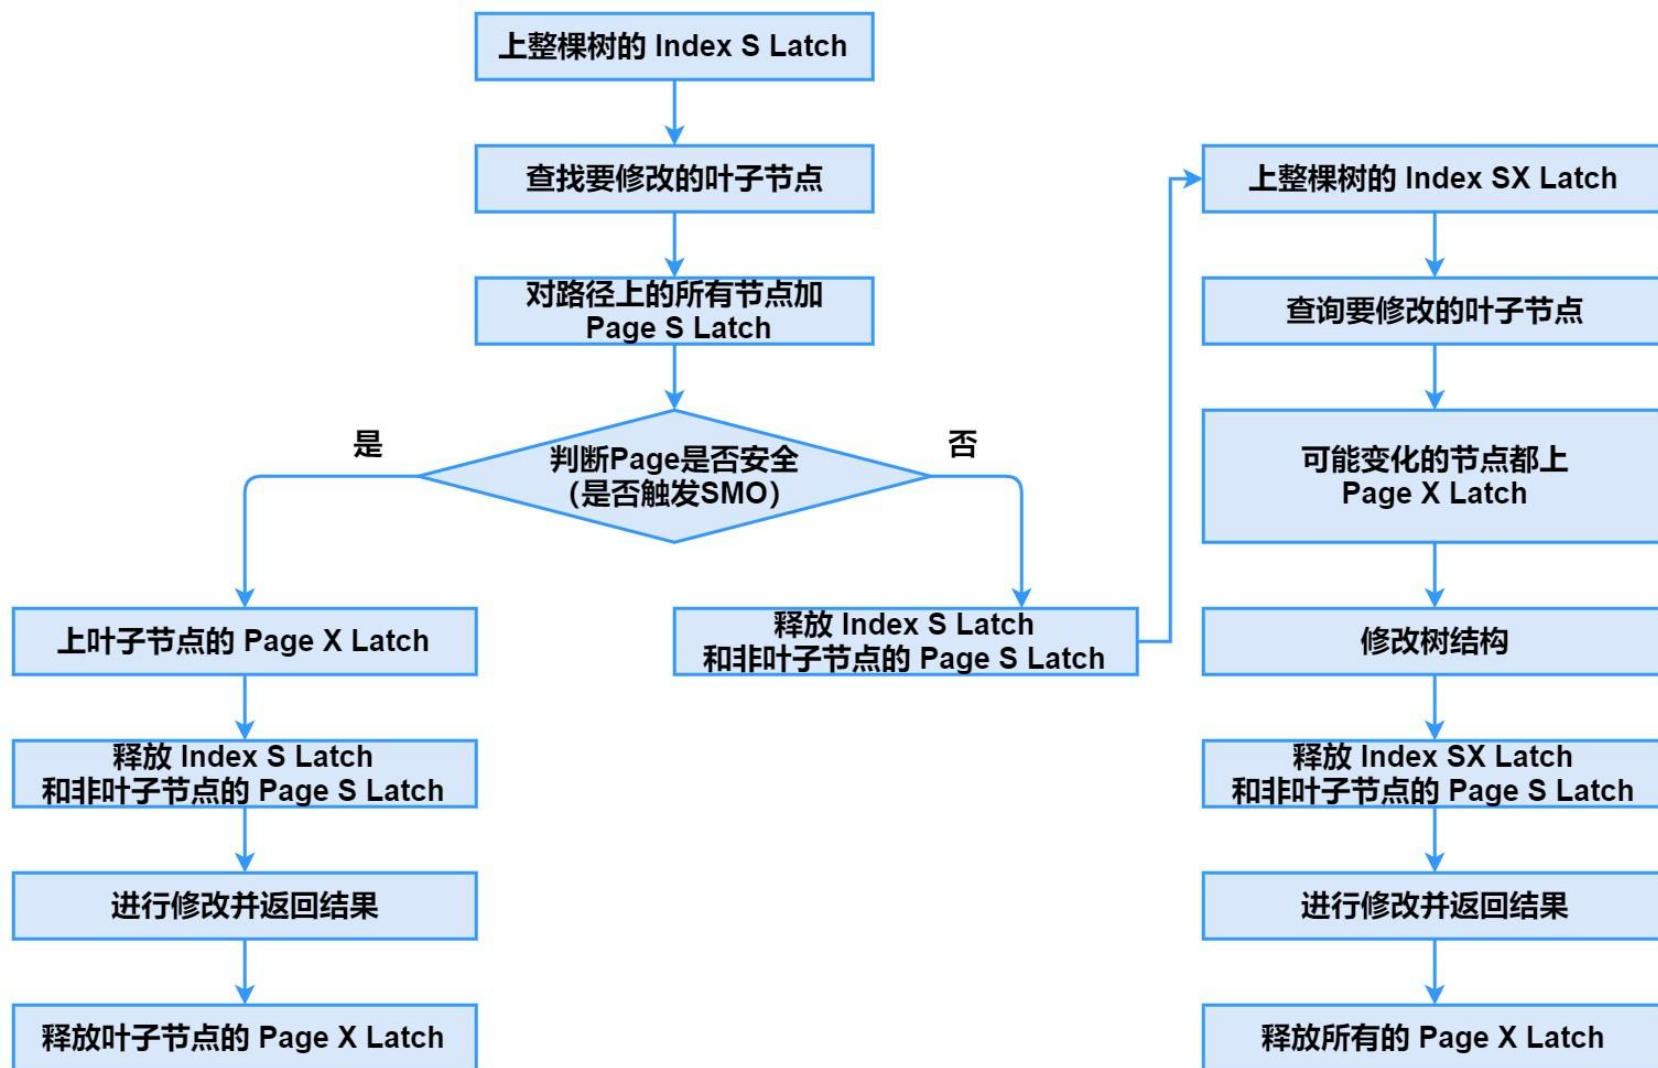 上整棵树的 Index S Latch
查找要修改的叶子节点
对路径上的所有节点加
Page S Latch
判断Page是否安全
（是否触发SMO）
是
上叶子节点的 Page X Latch
释放 Index S Latch
和非叶子节点的 Page S Latch
进行修改并返回结果
释放叶子节点的 Page X Latch
否
释放 Index S Latch
和非叶子节点的 Page S Latch
上整棵树的 Index SX Latch
查询要修改的叶子节点
可能变化的节点都上
Page X Latch
修改树结构
释放 Index SX Latch
和非叶子节点的 Page S Latch
进行修改并返回结果
释放所有的 Page X Latch